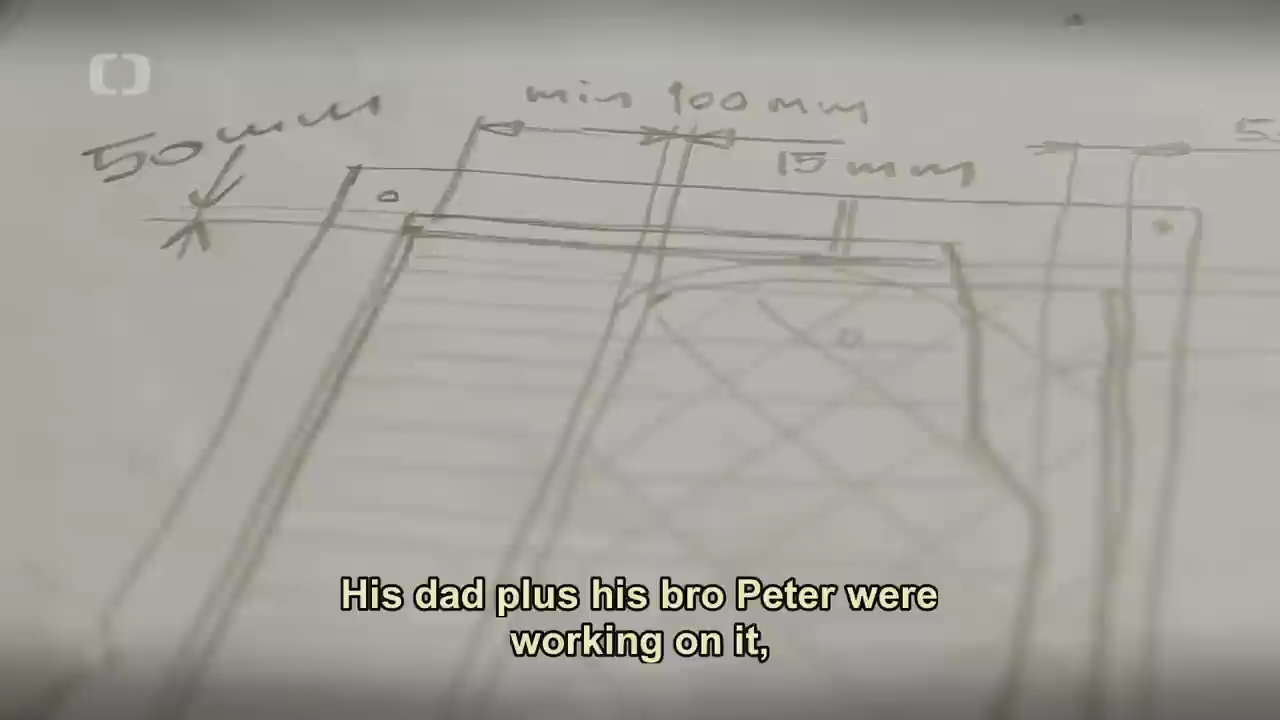 min 100 mm
50 mm
15 mm
His dad plus his bro Peter were
working on it,